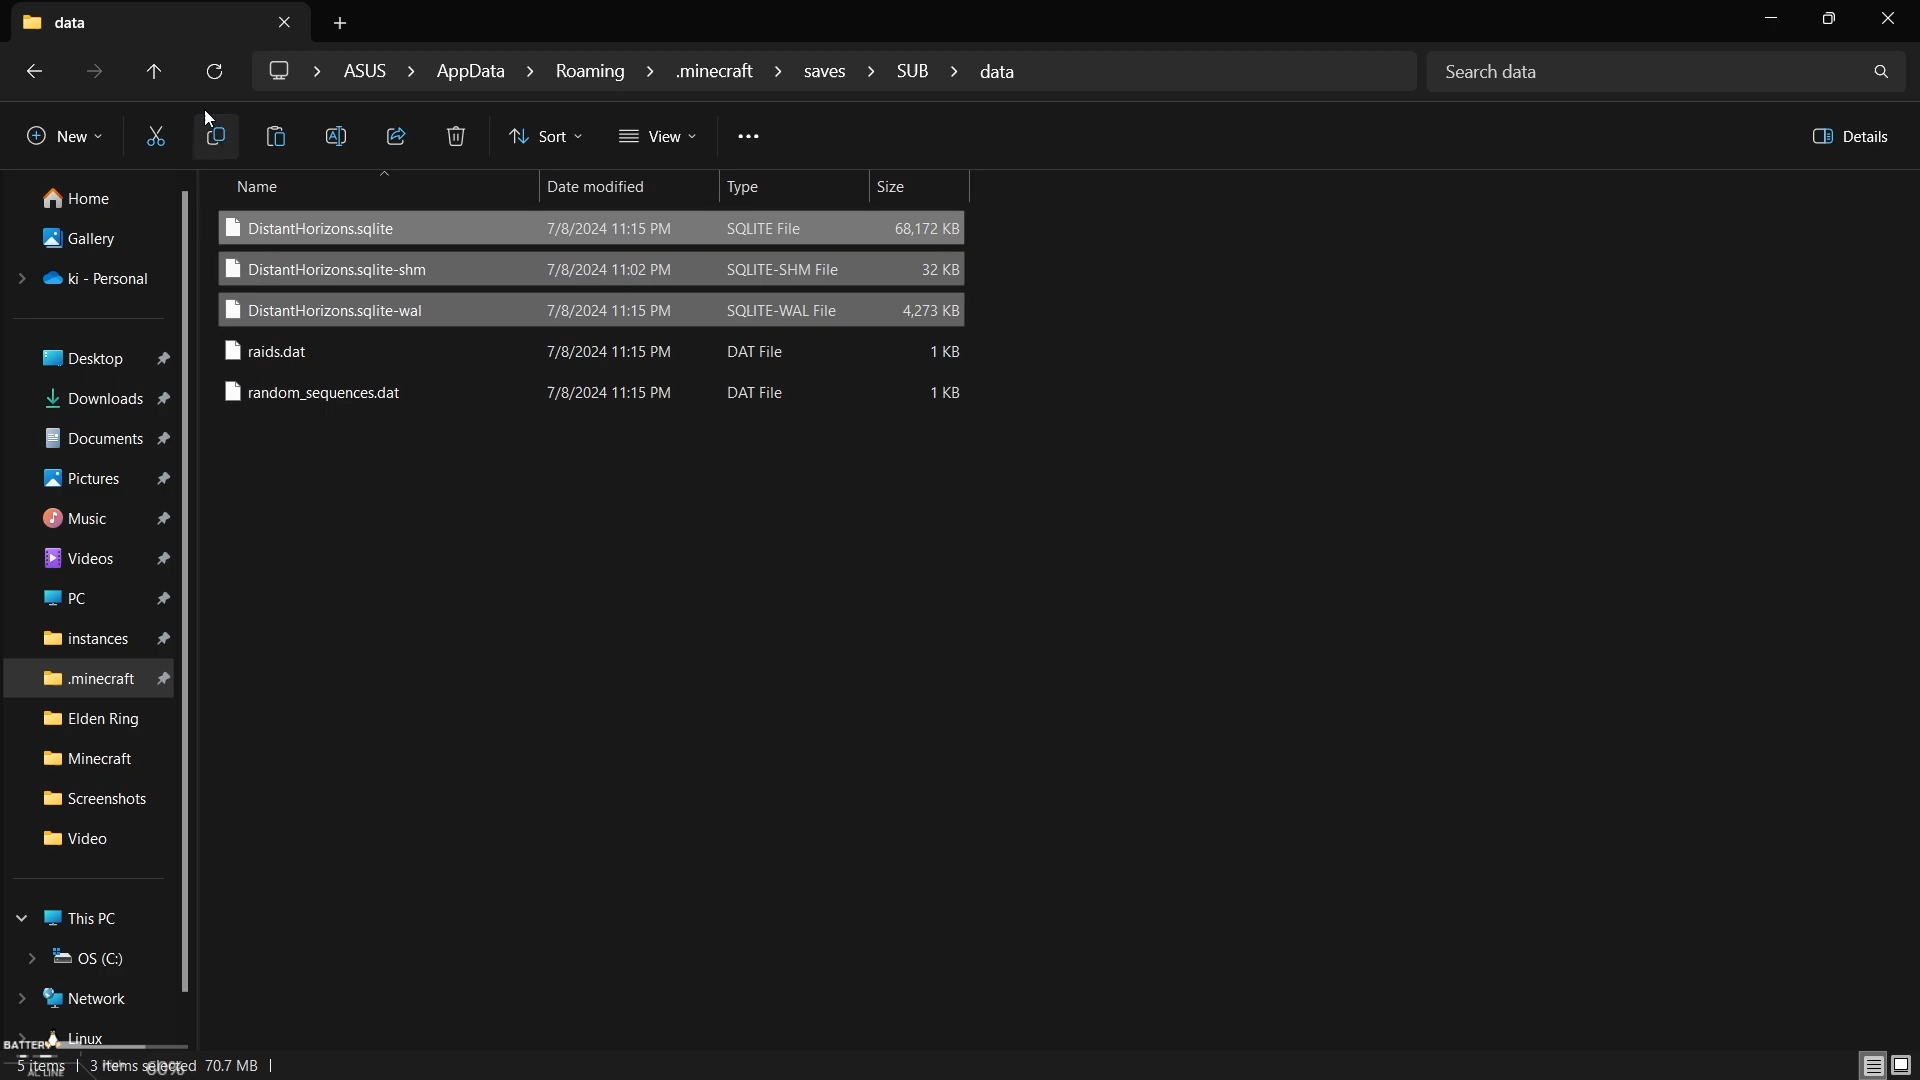 data
ASUS > AppData > Roaming > .minecraft > saves > SUB > data
Search data
New
Sort
View
Details
Name Date modified Type Size
DistantHorizons.sqlite 7/8/2024 11:15 PM SQLITE File 68,172 KB
DistantHorizons.sqlite-shm 7/8/2024 11:02 PM SQLITE-SHM File 32 KB
DistantHorizons.sqlite-wal 7/8/2024 11:15 PM SQLITE-WAL File 4,273 KB
raids.dat 7/8/2024 11:15 PM DAT File 1 KB
random_sequences.dat 7/8/2024 11:15 PM DAT File 1 KB
Home
Gallery
ki - Personal
Desktop
Downloads
Documents
Pictures
Music
Videos
PC
instances
.minecraft
Elden Ring
Minecraft
Screenshots
Video
This PC
OS (C:)
Network
Linux
BATTERY
5 items
3 items selected 70.7 MB
AC LINE